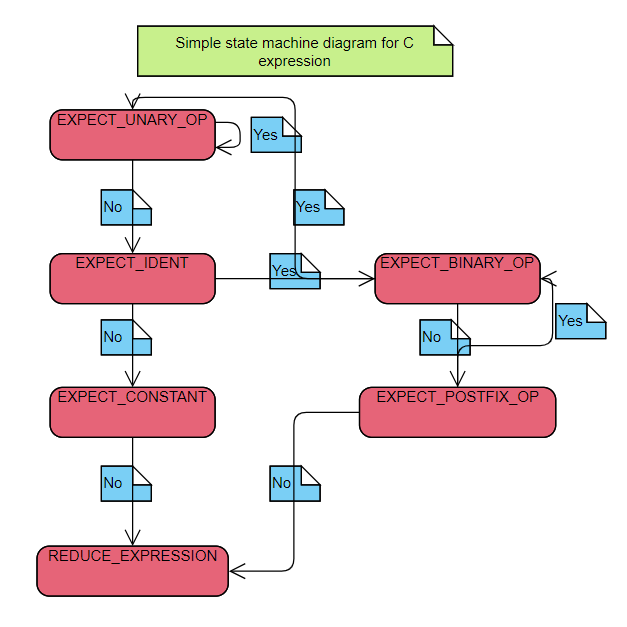 Simple state machine diagram for C
expression
EXPECT_UNARY_OP
Yes
No
Yes
EXPECT_IDENT
Yes
EXPECT_BINARY_OP
No
No
Yes
EXPECT_CONSTANT
EXPECT_POSTFIX_OP
No
No
REDUCE_EXPRESSION